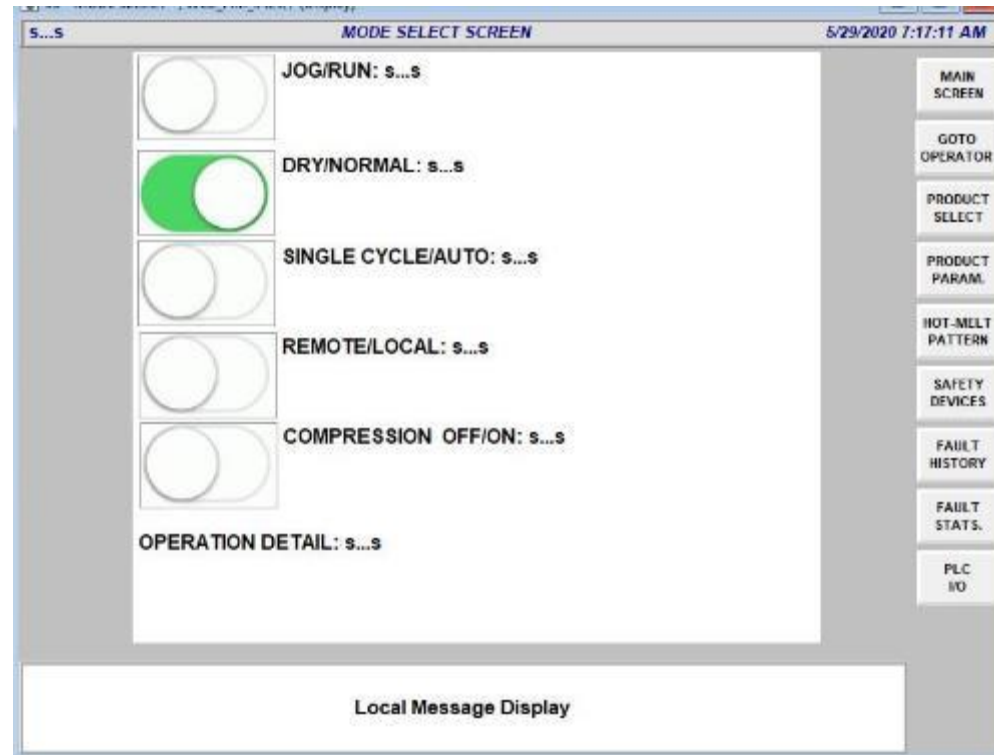 s...s MODE SELECT SCREEN 5/29/2020 7:17:11 AM
JOG/RUN: s...s
DRY/NORMAL: s...s
SINGLE CYCLE/AUTO: s...s
REMOTE/LOCAL: s...s
COMPRESSION OFF/ON: s...s
OPERATION DETAIL: s...s
MAIN
SCREEN
GOTO
OPERATOR
PRODUCT
SELECT
PRODUCT
PARAM.
HOT-MELT
PATTERN
SAFETY
DEVICES
FAULT
HISTORY
FAULT
STATS.
PLC
I/O
Local Message Display